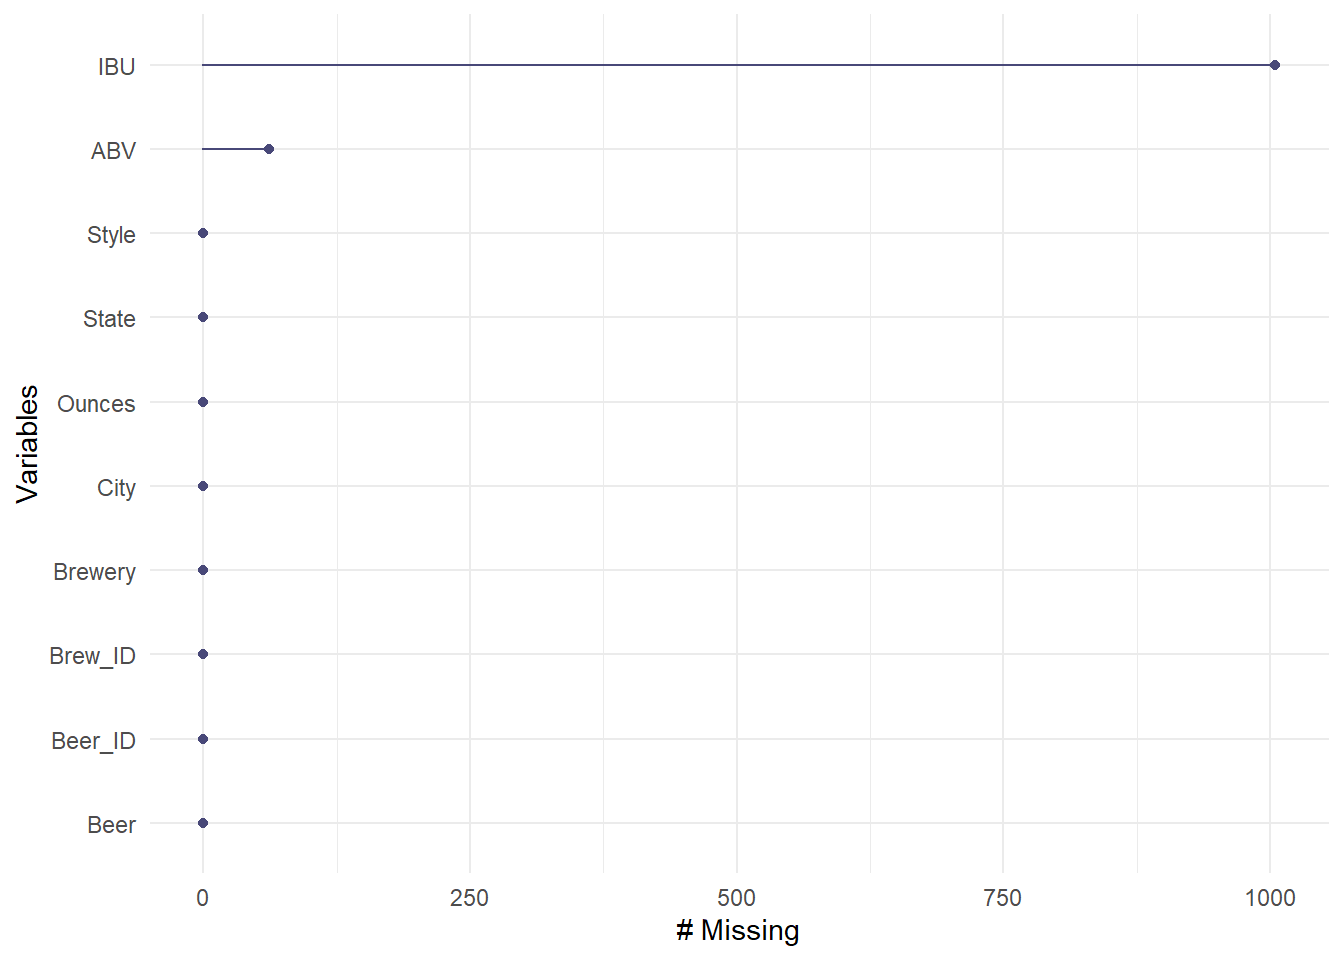 IBU
ABV
Style
State
Ounces
City
Brewery
Brew_ID
Beer_ID
Beer
Variables
0 250 500 750 1000
# Missing